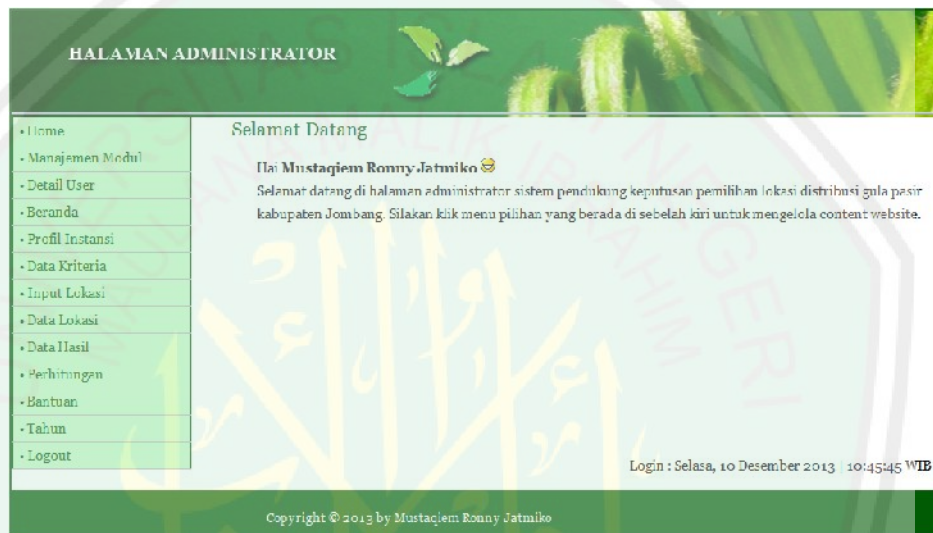 HALAMAN ADMINISTRATOR
• Home
• Manajemen Modul
• Detail User
• Beranda
• Profil Instansi
• Data Kriteria
• Input Lokasi
• Data Lokasi
• Data Hasil
• Perhitungan
• Bantuan
• Tahun
• Logout
Selamat Datang
Hai Mustaqiem Ronny Jatmiko
Selamat datang di halaman administrator sistem pendukung keputusan pemilihan lokasi distribusi gula pasir
kabupaten Jombang. Silakan klik menu pilihan yang berada di sebelah kiri untuk mengelola content website.
Login : Selasa, 10 Desember 2013 | 10:45:45 WIB
Copyright © 2013 by Mustaqiem Ronny Jatmiko